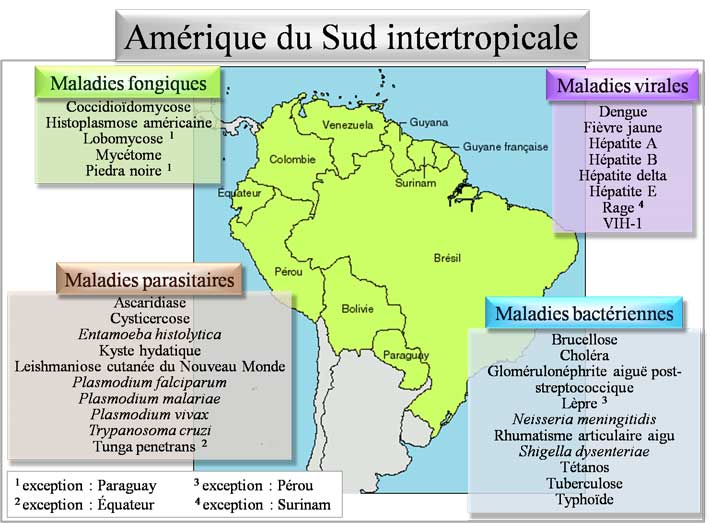 Amérique du Sud intertropicale
Maladies fongiques
Coccidioïdomycose
Histoplasmose américaine
Lobomycose ¹
Mycétome
Piedra noire ¹
Maladies virales
Dengue
Fièvre jaune
Hépatite A
Hépatite B
Hépatite delta
Hépatite E
Rage ⁴
VIH-1
Venezuela
Guyana
Guyane française
Surinam
Colombie
Équateur
Pérou
Brésil
Bolivie
Paraguay
Maladies parasitaires
Ascaridiase
Cysticercose
Entamoeba histolytica
Kyste hydatique
Leishmaniose cutanée du Nouveau Monde
Plasmodium falciparum
Plasmodium malariae
Plasmodium vivax
Trypanosoma cruzi
Tunga penetrans ²
Maladies bactériennes
Brucellose
Choléra
Glomérulonéphrite aiguë post-
streptococcique
Lèpre ³
Neisseria meningitidis
Rhumatisme articulaire aigu
Shigella dysenteriae
Tétanos
Tuberculose
Typhoïde
¹ exception : Paraguay
³ exception : Pérou
² exception : Équateur
⁴ exception : Surinam